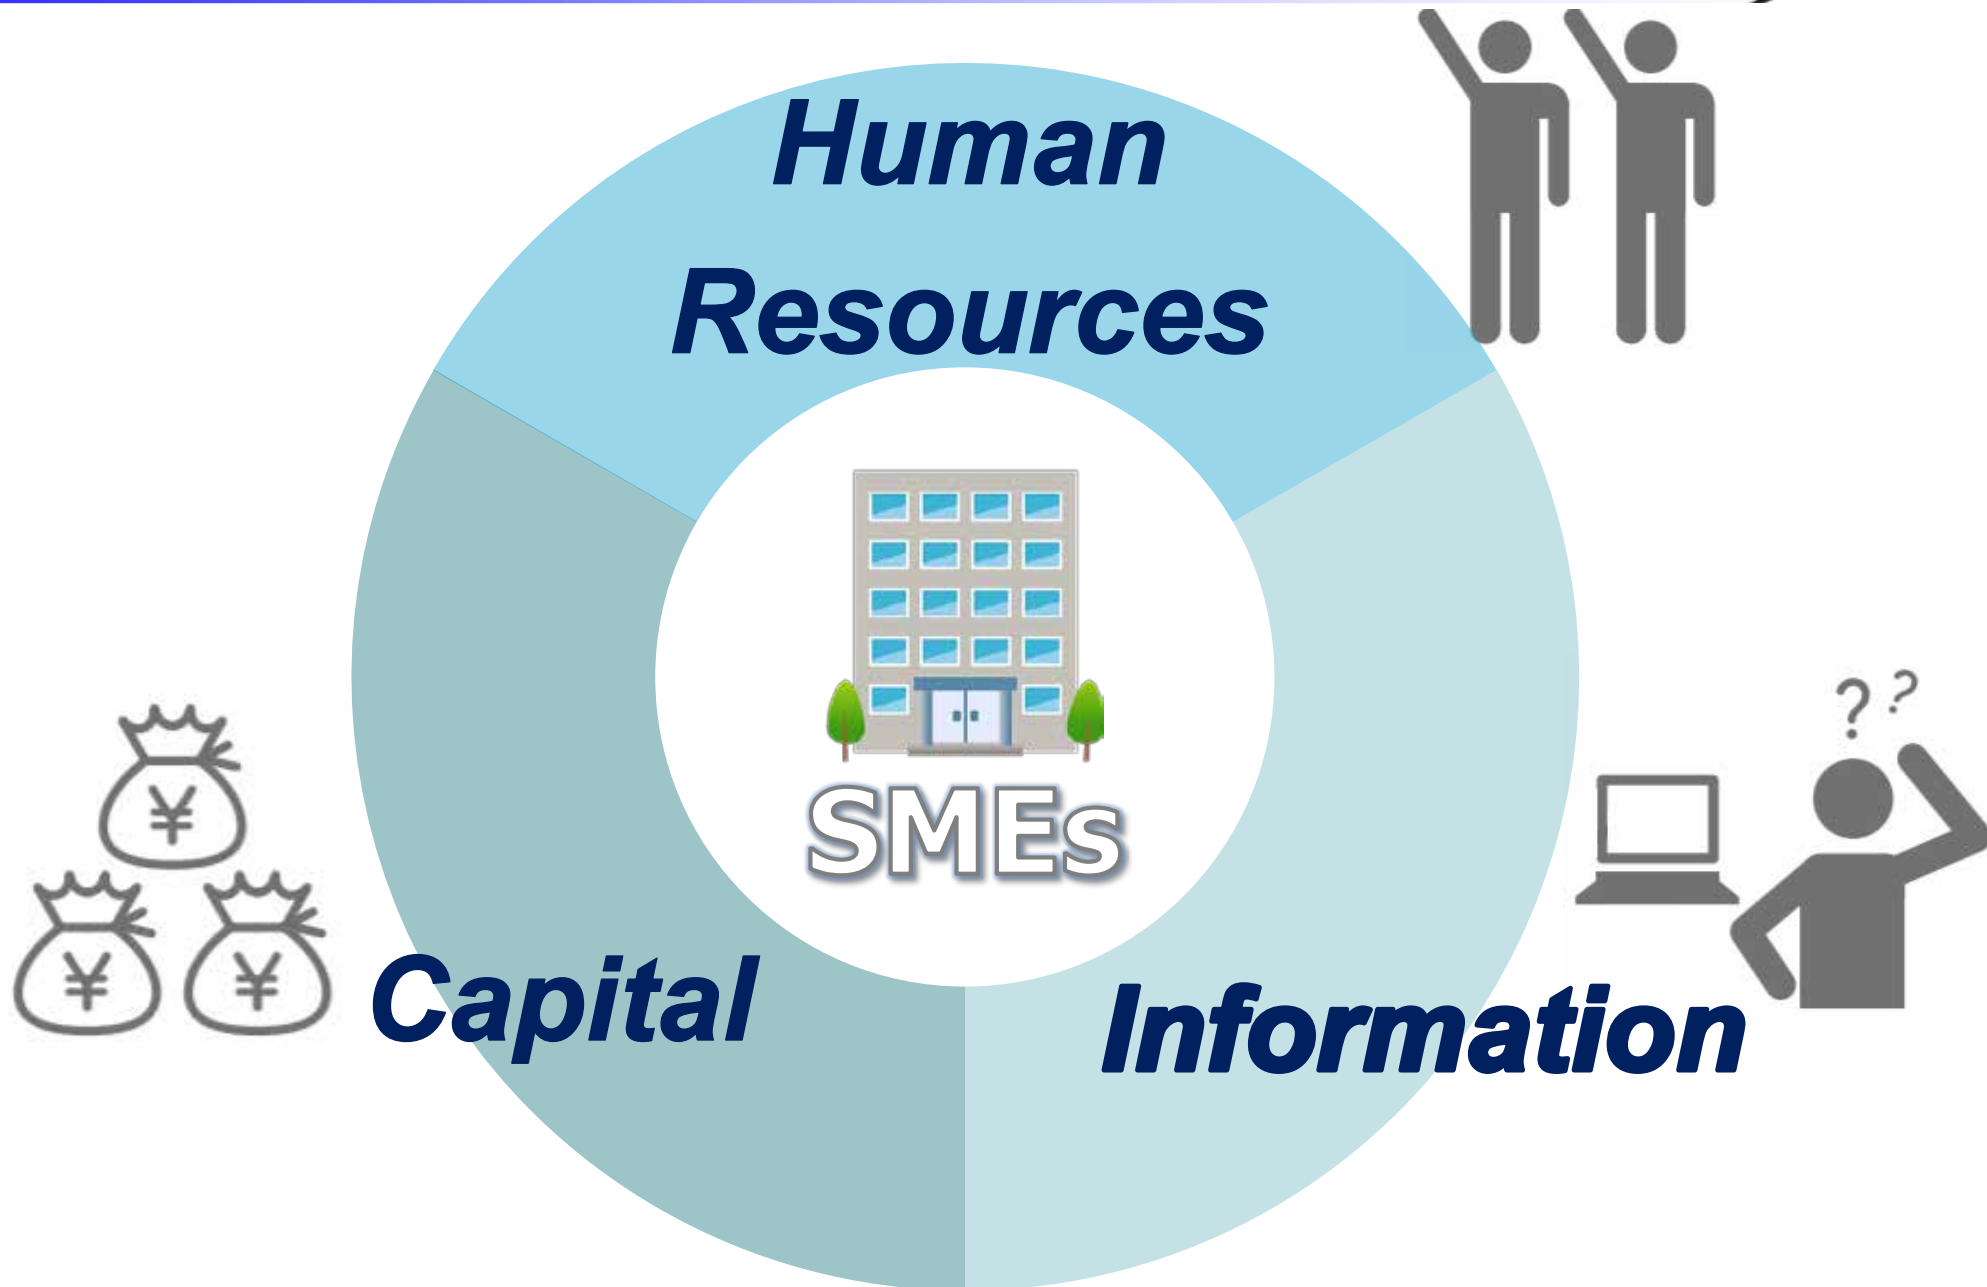 Human
Resources
SMEs
? ?
¥
¥ ¥
Capital
Information